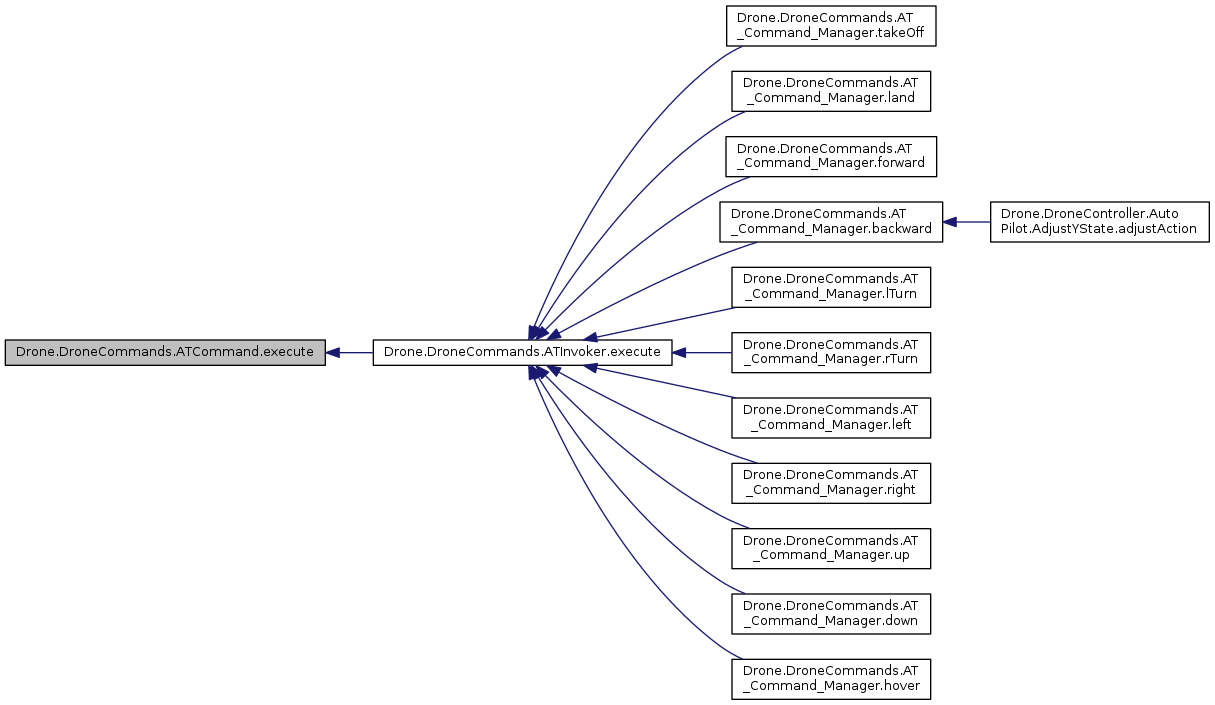 Drone.DroneCommands.AT
_Command_Manager.takeOff
Drone.DroneCommands.AT
_Command_Manager.land
Drone.DroneCommands.AT
_Command_Manager.forward
Drone.DroneCommands.AT
_Command_Manager.backward
Drone.DroneController.Auto
Pilot.AdjustYState.adjustAction
Drone.DroneCommands.AT
_Command_Manager.lTurn
Drone.DroneCommands.ATCommand.execute
Drone.DroneCommands.ATInvoker.execute
Drone.DroneCommands.AT
_Command_Manager.rTurn
Drone.DroneCommands.AT
_Command_Manager.left
Drone.DroneCommands.AT
_Command_Manager.right
Drone.DroneCommands.AT
_Command_Manager.up
Drone.DroneCommands.AT
_Command_Manager.down
Drone.DroneCommands.AT
_Command_Manager.hover